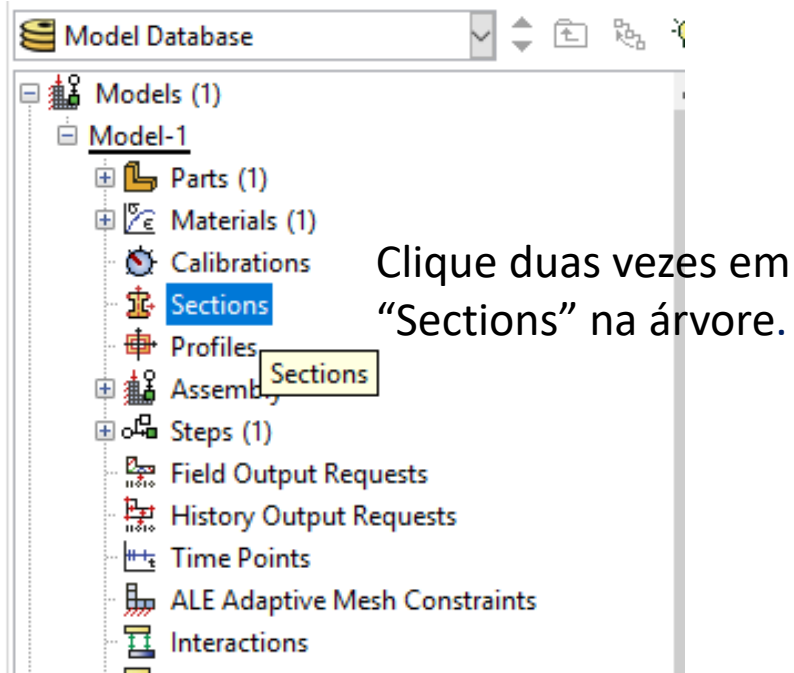 Model Database
Models (1)
Model-1
Parts (1)
Materials (1)
Calibrations
Clique duas vezes em
Sections
“Sections” na árvore.
Profiles
Sections
Steps (1)
Field Output Requests
History Output Requests
Time Points
ALE Adaptive Mesh Constraints
Interactions